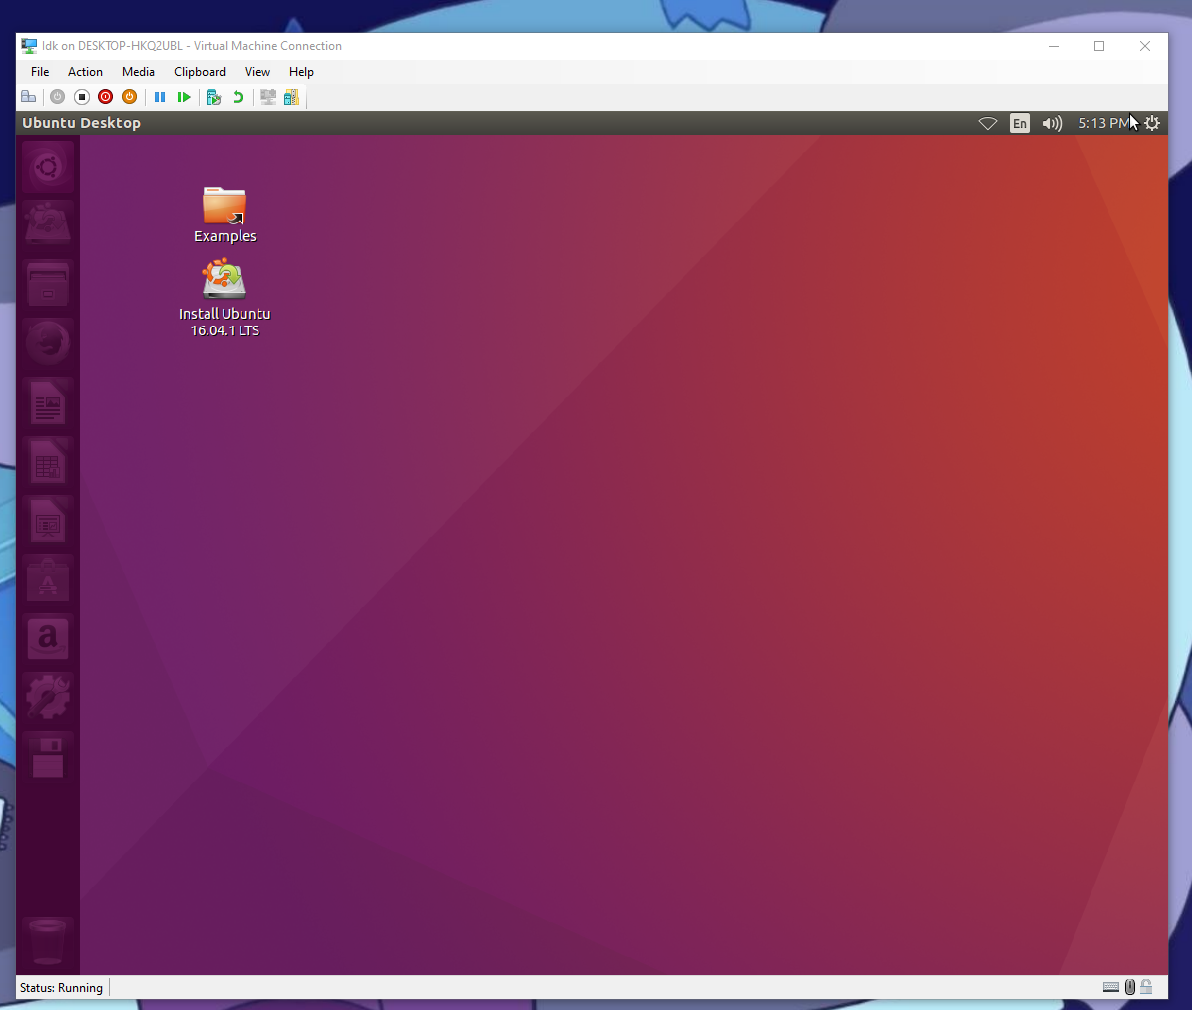 Idk on DESKTOP-HKQ2UBL - Virtual Machine Connection
File Action Media Clipboard View Help
Ubuntu Desktop En 5:13 PM
Examples
Install Ubuntu
16.04.1 LTS
A
a
Status: Running